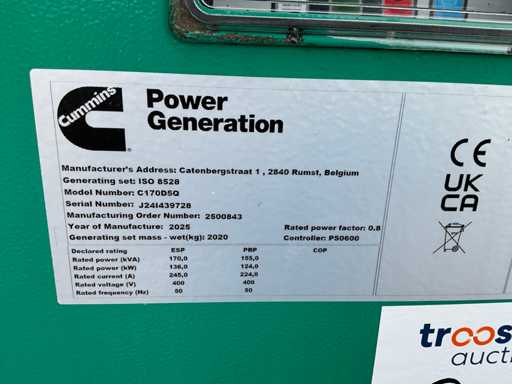 Cummins
Power
Generation
Manufacturer's Address: Catenbergstraat 1 , 2840 Rumst, Belgium
Generating set: ISO 8528
Model Number: C170D5Q
Serial Number: J24I439728
Manufacturing Order Number: 2500843
Year of Manufacture: 2025 Rated power factor: 0.8
Generating set mass - wet(kg): 2020 Controller: PS0600
Declared rating ESP PRP COP
Rated power (kVA) 170,0 155,0
Rated power (kW) 136,0 124,0
Rated current (A) 245,0 224,0
Rated voltage (V) 400 400
Rated frequency (Hz) 50 50
CE
UK
CA
troos
aucti